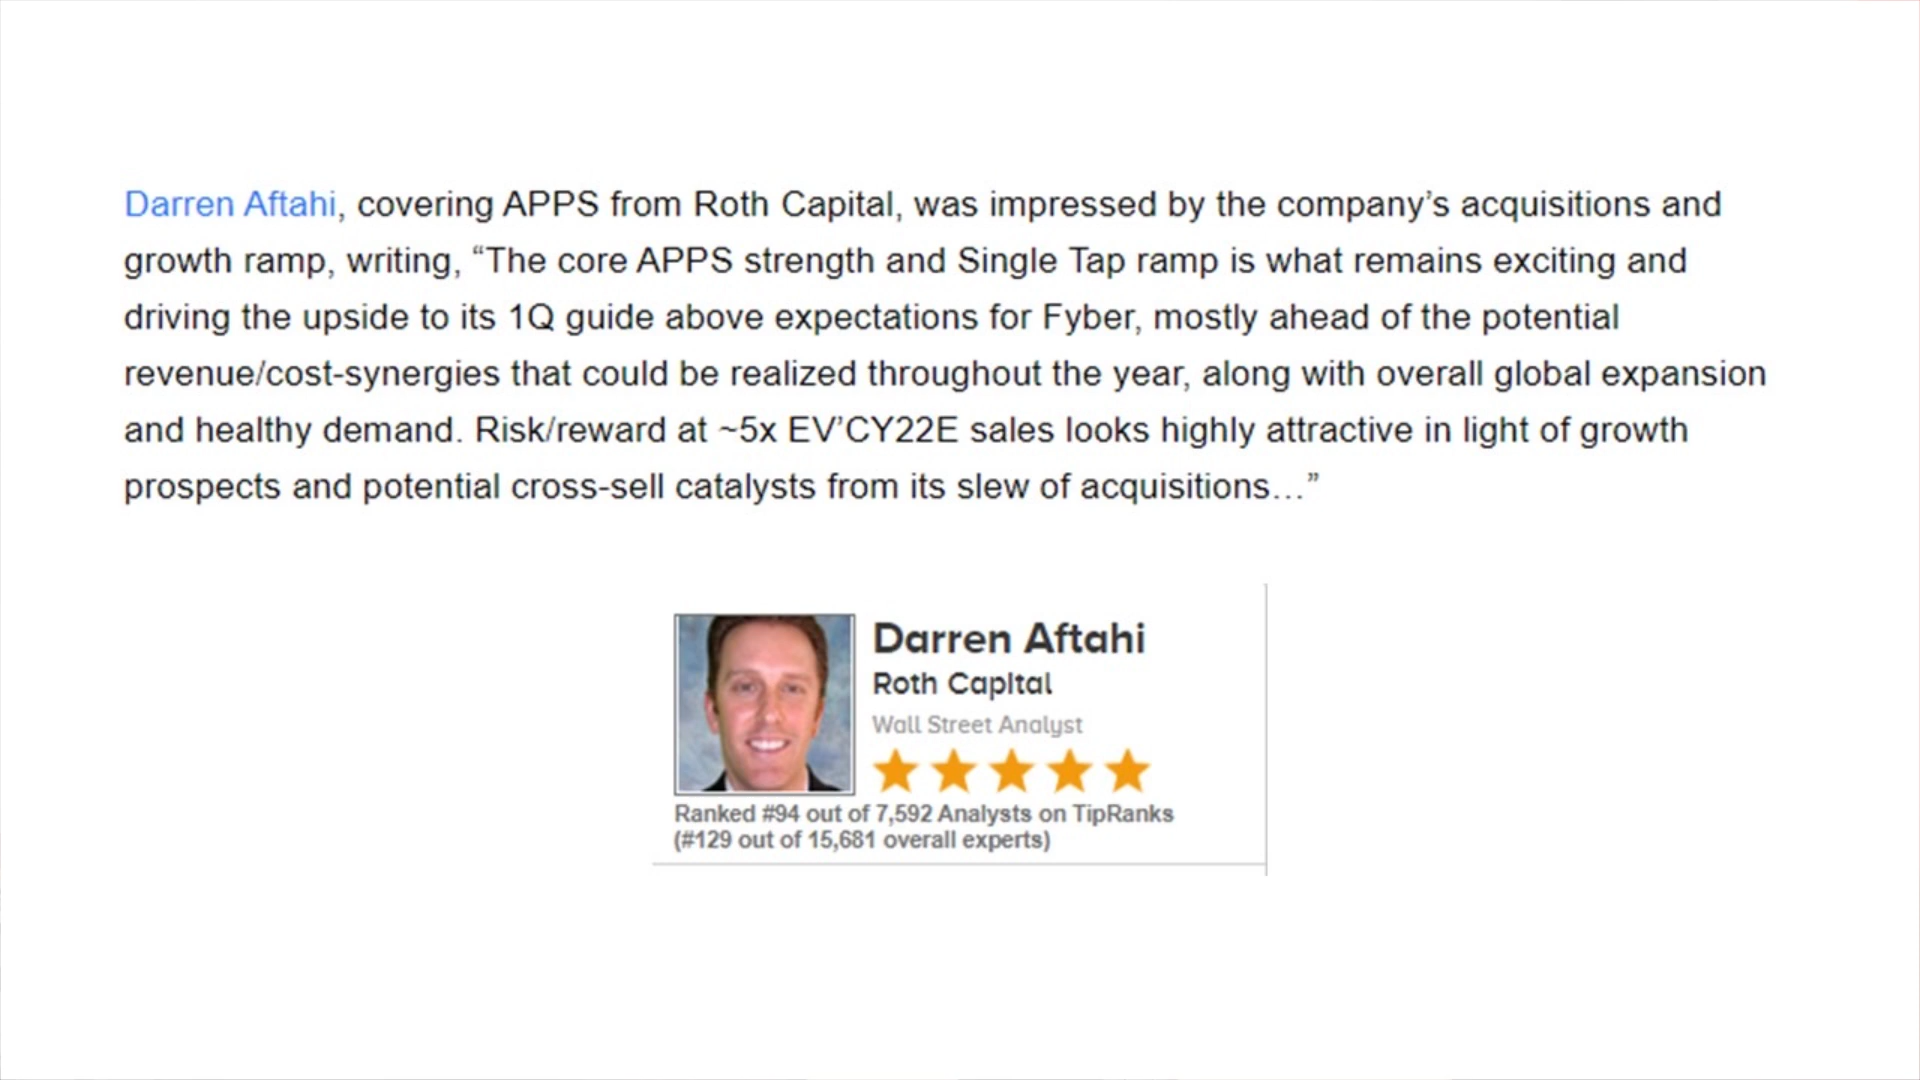 Darren Aftahi, covering APPS from Roth Capital, was impressed by the company’s acquisitions and
growth ramp, writing, “The core APPS strength and Single Tap ramp is what remains exciting and
driving the upside to its 1Q guide above expectations for Fyber, mostly ahead of the potential
revenue/cost-synergies that could be realized throughout the year, along with overall global expansion
and healthy demand. Risk/reward at ~5x EV’CY22E sales looks highly attractive in light of growth
prospects and potential cross-sell catalysts from its slew of acquisitions…”
Darren Aftahi
Roth Capital
Wall Street Analyst
Ranked #94 out of 7,592 Analysts on TipRanks
(#129 out of 15,681 overall experts)